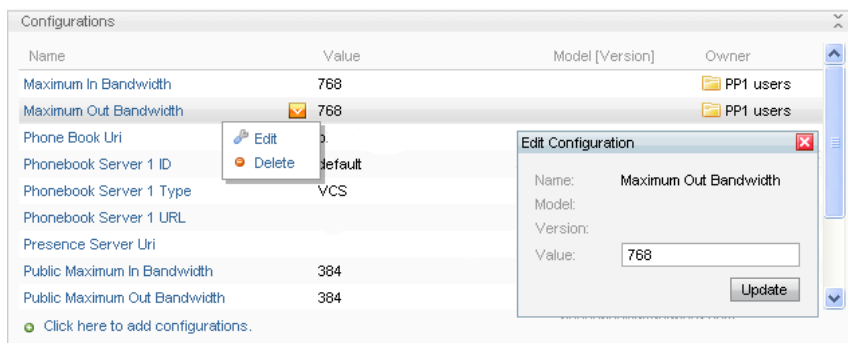 Configurations
Name Value Model [Version] Owner
Maximum In Bandwidth 768 PP1 users
Maximum Out Bandwidth 768 PP1 users
Phone Book Uri
Edit
Delete
Phonebook Server 1 ID default
Phonebook Server 1 Type VCS
Phonebook Server 1 URL
Presence Server Uri
Public Maximum In Bandwidth 384
Public Maximum Out Bandwidth 384
Click here to add configurations.
Edit Configuration
Name: Maximum Out Bandwidth
Model:
Version:
Value: 768
Update